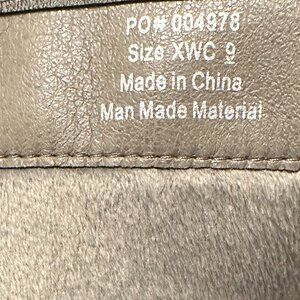 PO# 004978
Size XWC 9
Made in China
Man Made Material